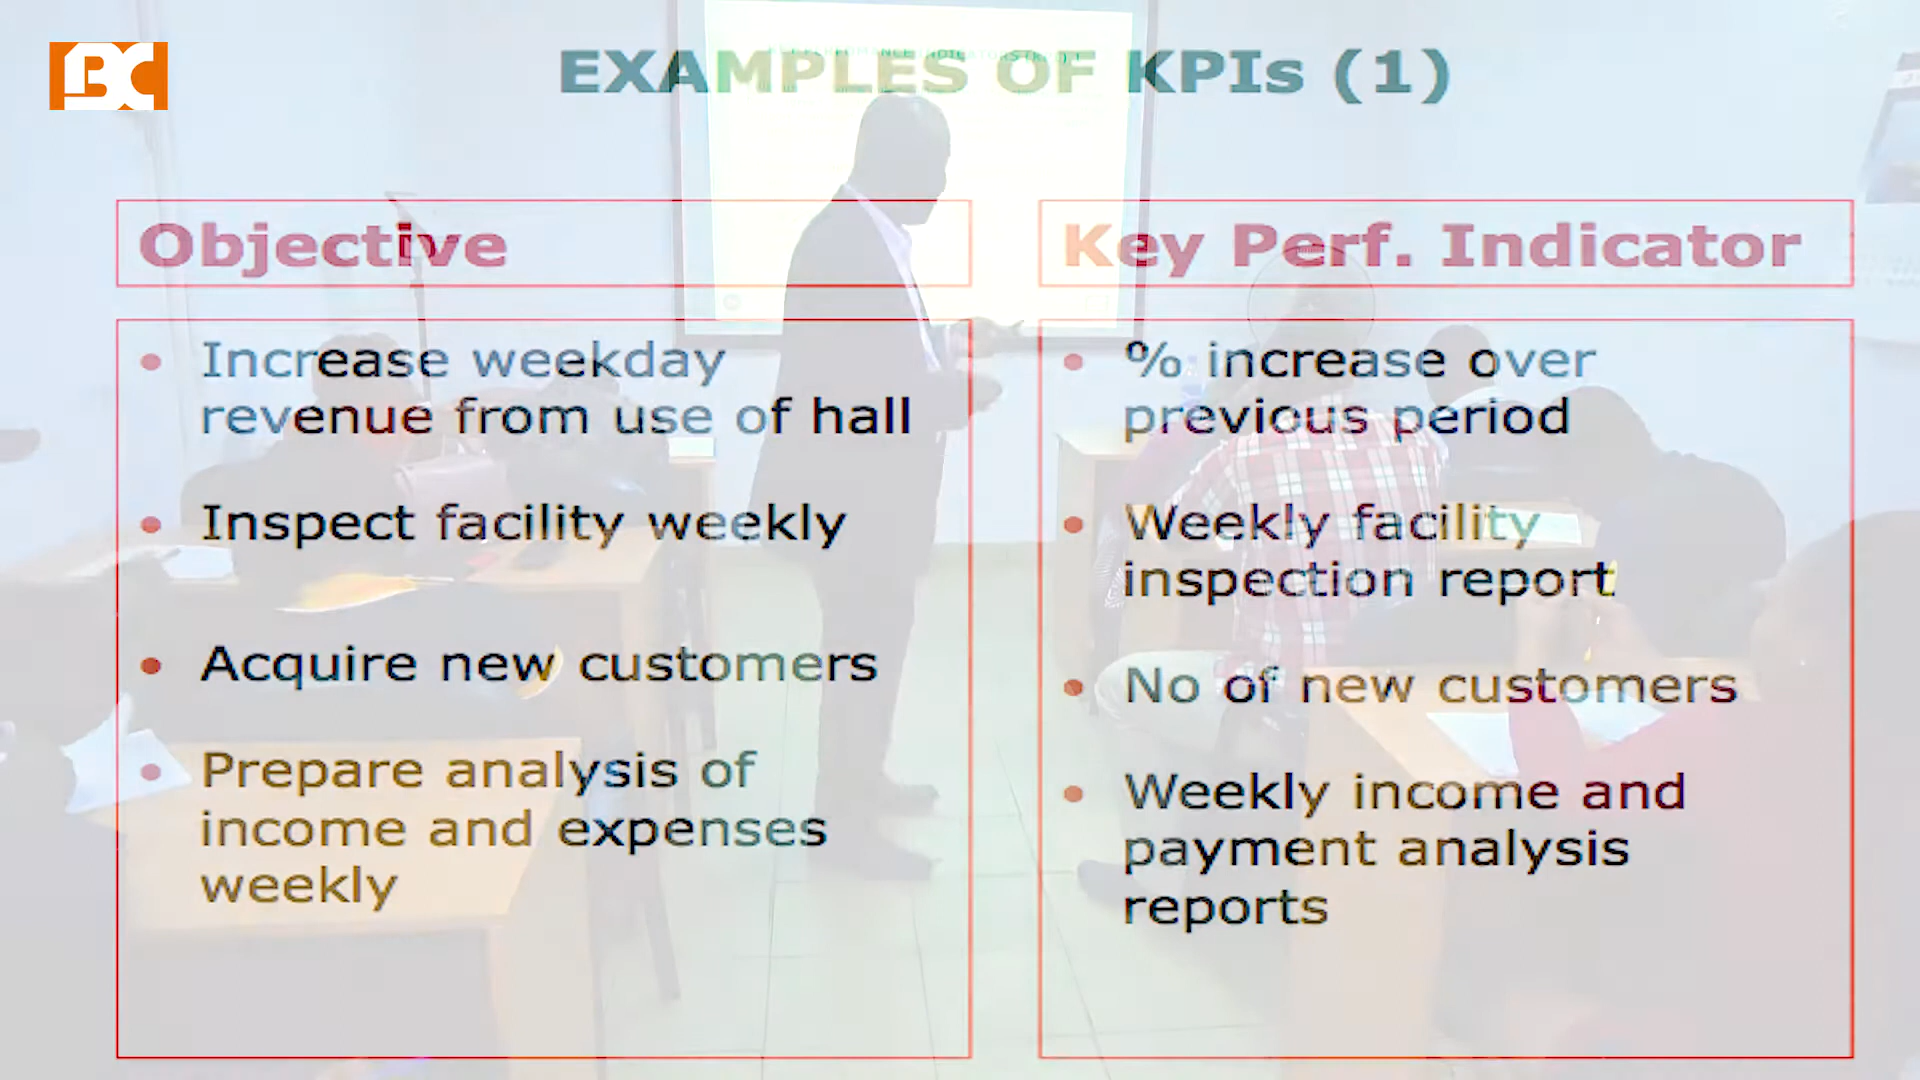 BC
EXAMPLES OF KPIs (1)
Objective
• Increase weekday
revenue from use of hall
• Inspect facility weekly
• Acquire new customers
• Prepare analysis of
income and expenses
weekly
Key Perf. Indicator
• % increase over
previous period
• Weekly facility
inspection report
• No of new customers
• Weekly income and
payment analysis
reports